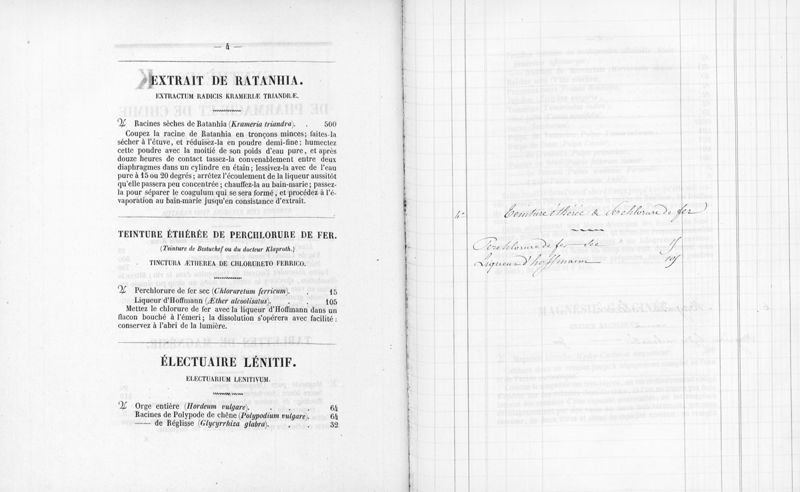 — 4 —
EXTRAIT DE RATANHIA.
EXTRACTUM RADICIS KRAMERIÆ TRIANDRÆ.
♃ Racines sèches de Ratanhia (Krameria triandra). . 500
Coupez la racine de Ratanhia en tronçons minces; faites-la
sécher à l'étuve, et réduisez-la en poudre demi-fine: humectez
cette poudre avec la moitié de son poids d'eau pure, et après
douze heures de contact tassez-la convenablement entre deux
diaphragmes dans un cylindre en étain; lessivez-la avec de l'eau
pure à 15 ou 20 degrés; arrêtez l'écoulement de la liqueur aussitôt
qu'elle passera peu concentrée; chauffez-la au bain-marie; passez-
la pour séparer le coagulum qui se sera formé, et procédez à l'é-
vaporation au bain-marie jusqu'en consistance d'extrait.
TEINTURE ÉTHÉRÉE DE PERCHLORURE DE FER.
(Teinture de Bestuchef ou du docteur Klaproth.)
TINCTURA ÆTHEREA DE CHLORURETO FERRICO.
♃ Perchlorure de fer sec (Chloruretum ferricum). . 15
Liqueur d'Hoffmann (Æther alcoolisatus). . . 105
Mettez le chlorure de fer avec la liqueur d'Hoffmann dans un
flacon bouché à l'émeri; la dissolution s'opérera avec facilité:
conservez à l'abri de la lumière.
ÉLECTUAIRE LÉNITIF.
ELECTUARIUM LENITIVUM.
♃ Orge entière (Hordeum vulgare). . . . 64
Racines de Polypode de chêne (Polypodium vulgare). 64
—— de Réglisse (Glycyrrhiza glabra). . . 32
Teinture éthérée de Perchlorure de fer
Perchlorure de fer sec 15
Liqueur d'hoffmann 105